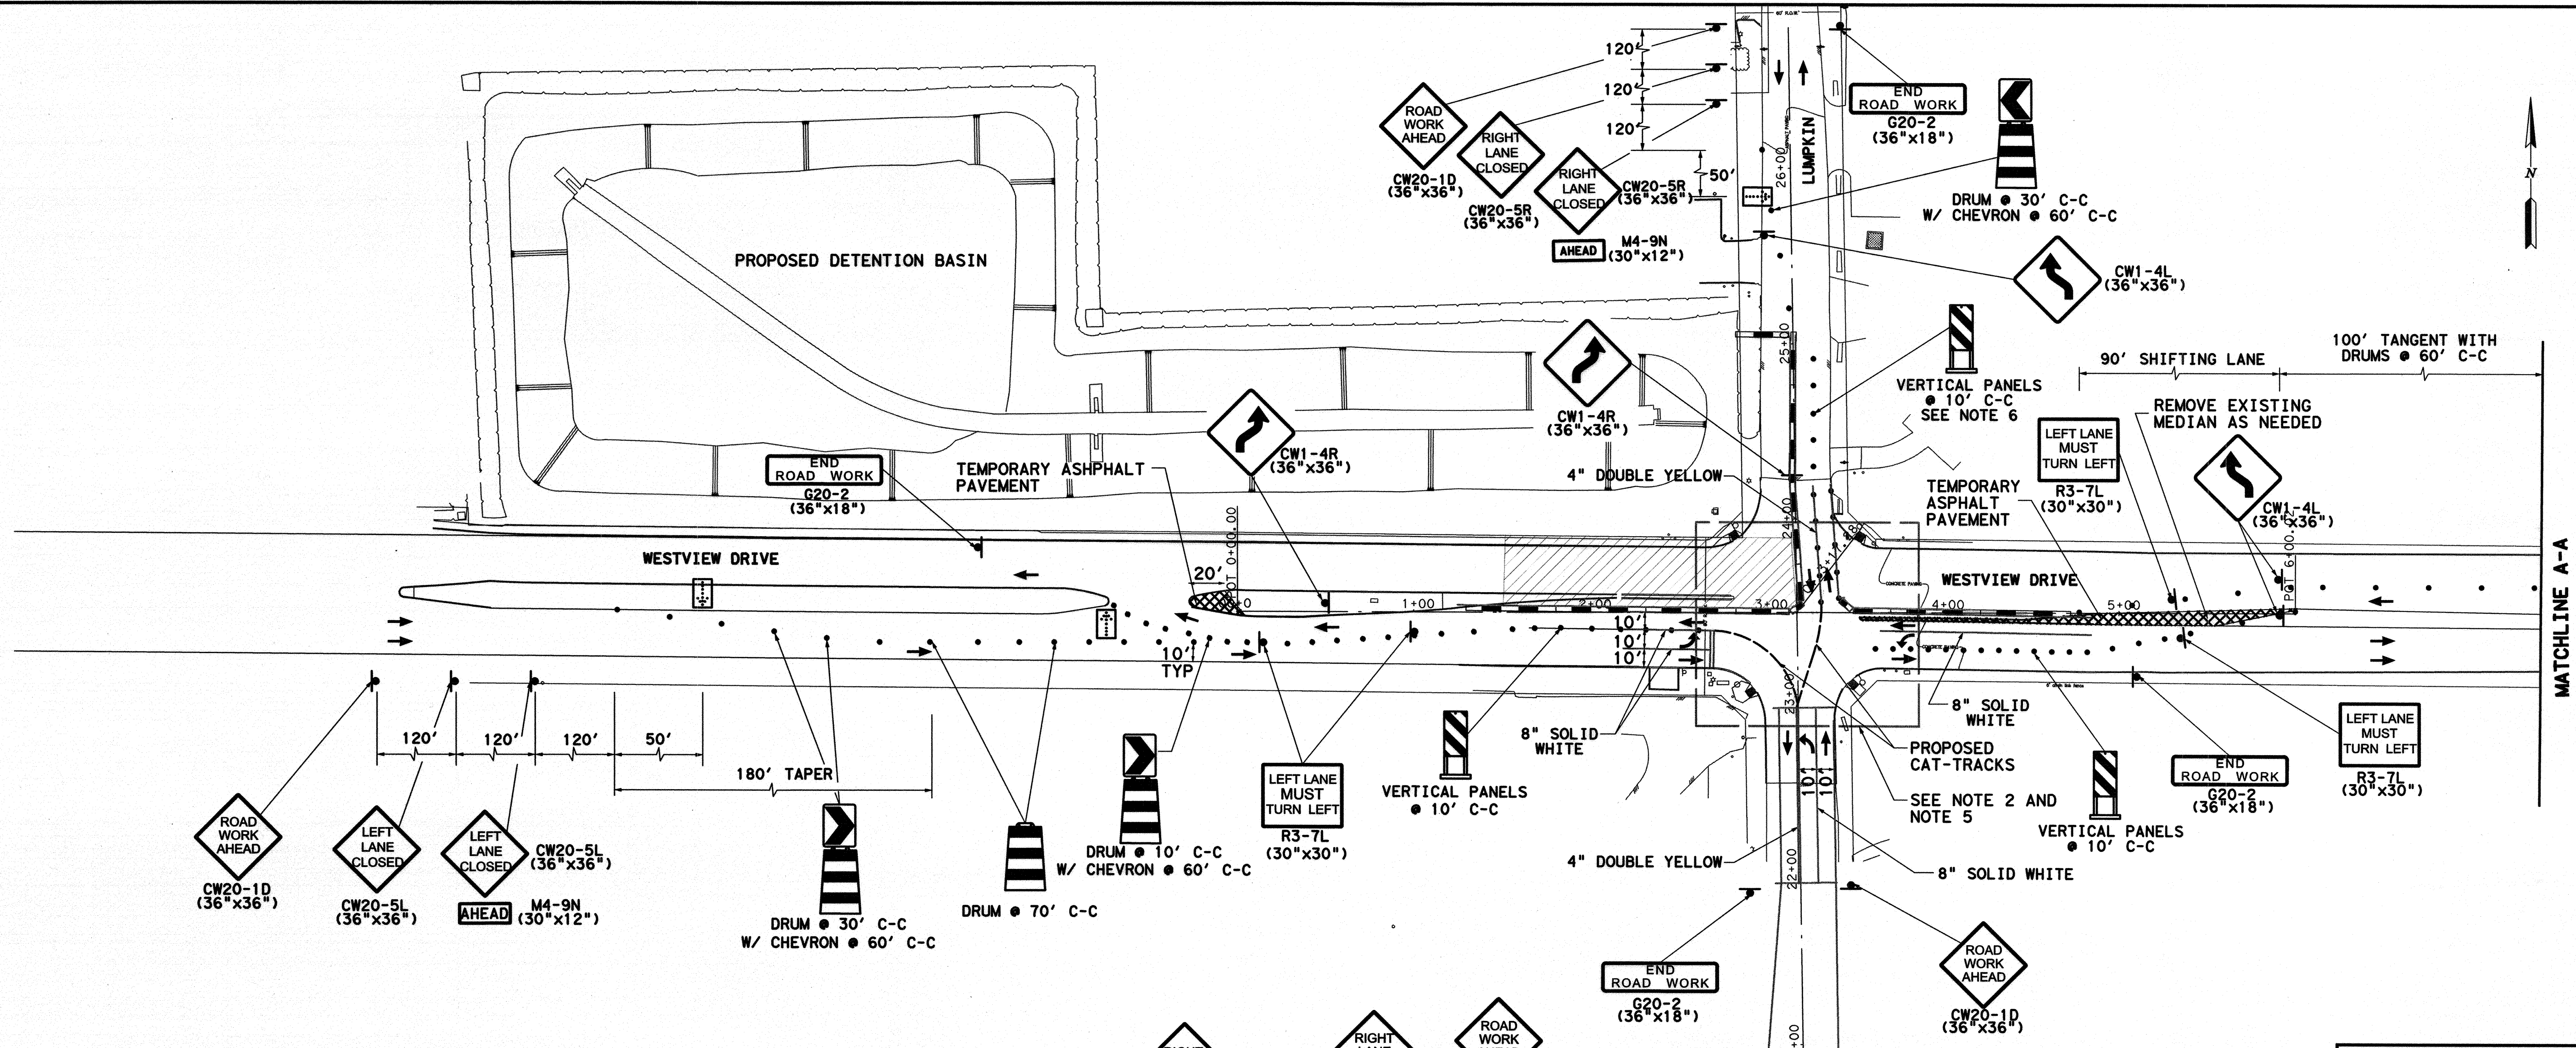 60' R.O.W.
120'
120'
120'
50'
ROAD
WORK
AHEAD
CW20-1D
(36"x36")
RIGHT
LANE
CLOSED
CW20-5R
(36"x36")
RIGHT
LANE
CLOSED
CW20-5R
(36"x36")
AHEAD
M4-9N
(30"x12")
26+00
LUMPKIN
END
ROAD WORK
G20-2
(36"x18")
DRUM @ 30' C-C
W/ CHEVRON @ 60' C-C
N
CW1-4L
(36"x36")
PROPOSED DETENTION BASIN
25+00
CW1-4R
(36"x36")
CW1-4R
(36"x36")
VERTICAL PANELS
@ 10' C-C
SEE NOTE 6
90' SHIFTING LANE
100' TANGENT WITH
DRUMS @ 60' C-C
REMOVE EXISTING
MEDIAN AS NEEDED
LEFT LANE
MUST
TURN LEFT
R3-7L
(30"x30")
CW1-4L
(36"x36")
END
ROAD WORK
G20-2
(36"x18")
TEMPORARY ASHPHALT
PAVEMENT
4" DOUBLE YELLOW
TEMPORARY
ASPHALT
PAVEMENT
24+00
WESTVIEW DRIVE
20'
POT 0+00.00
1+00
2+00
3+00
CONCRETE PAVING
WESTVIEW DRIVE
4+00
5+00
MATCHLINE A-A
10'
TYP
10'
10'
10'
23+00
8" SOLID
WHITE
8" SOLID
WHITE
PROPOSED
CAT-TRACKS
SEE NOTE 2 AND
NOTE 5
10'
10'
120'
120'
120'
50'
180' TAPER
ROAD
WORK
AHEAD
CW20-1D
(36"x36")
LEFT
LANE
CLOSED
CW20-5L
(36"x36")
LEFT
LANE
CLOSED
CW20-5L
(36"x36")
AHEAD
M4-9N
(30"x12")
DRUM @ 30' C-C
W/ CHEVRON @ 60' C-C
DRUM @ 70' C-C
DRUM @ 10' C-C
W/ CHEVRON @ 60' C-C
LEFT LANE
MUST
TURN LEFT
R3-7L
(30"x30")
VERTICAL PANELS
@ 10' C-C
4" DOUBLE YELLOW
22+00
8" SOLID WHITE
VERTICAL PANELS
@ 10' C-C
END
ROAD WORK
G20-2
(36"x18")
LEFT LANE
MUST
TURN LEFT
R3-7L
(30"x30")
END
ROAD WORK
G20-2
(36"x18")
ROAD
WORK
AHEAD
CW20-1D
(36"x36")
RIGHT
LANE
ROAD
WORK